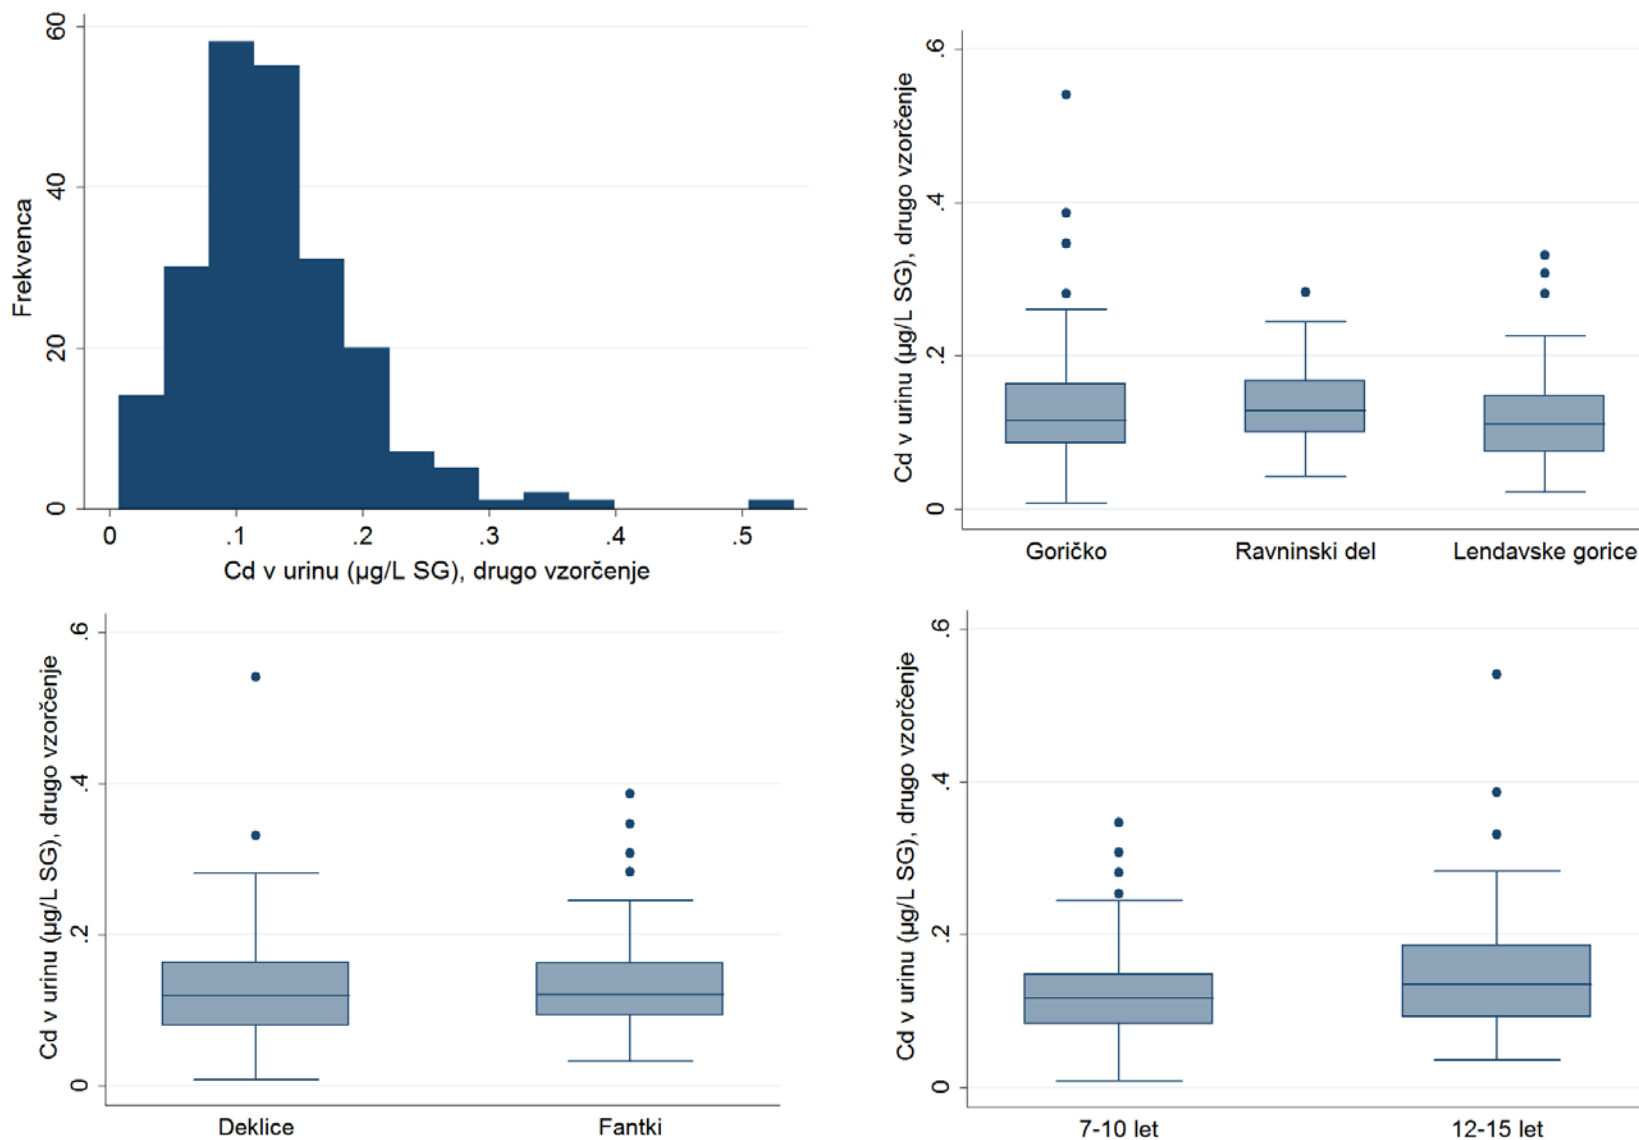 60
40
20
0
Frekvenca
0 .1 .2 .3 .4 .5
Cd v urinu (µg/L SG), drugo vzorčenje
.6
.4
.2
0
Cd v urinu (µg/L SG), drugo vzorčenje
Goričko Ravninski del Lendavske gorice
.6
.4
.2
0
Cd v urinu (µg/L SG), drugo vzorčenje
Deklice Fantki
.6
.4
.2
0
Cd v urinu (µg/L SG), drugo vzorčenje
7-10 let 12-15 let